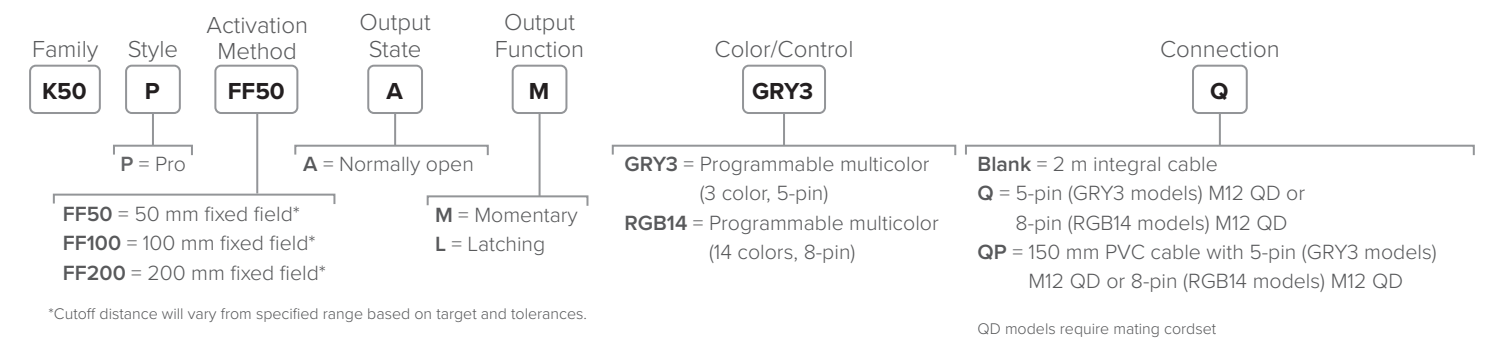 Family
Style
Activation
Method
Output
State
Output
Function
Color/Control
Connection
K50
P
FF50
A
M
GRY3
Q
P = Pro
A = Normally open
FF50 = 50 mm fixed field*
FF100 = 100 mm fixed field*
FF200 = 200 mm fixed field*
M = Momentary
L = Latching
GRY3 = Programmable multicolor
(3 color, 5-pin)
RGB14 = Programmable multicolor
(14 colors, 8-pin)
Blank = 2 m integral cable
Q = 5-pin (GRY3 models) M12 QD or
8-pin (RGB14 models) M12 QD
QP = 150 mm PVC cable with 5-pin (GRY3 models)
M12 QD or 8-pin (RGB14 models) M12 QD
*Cutoff distance will vary from specified range based on target and tolerances.
QD models require mating cordset